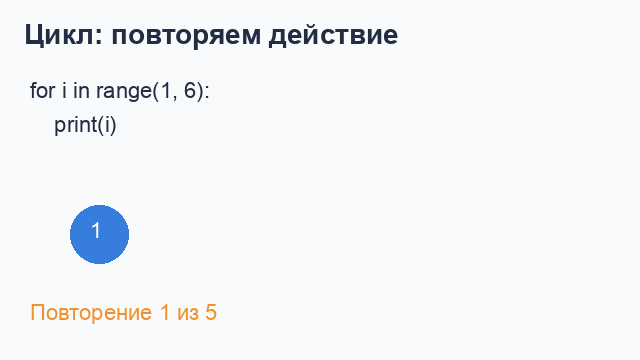 Цикл: повторяем действие
for i in range(1, 6):
    print(i)
1
Повторение 1 из 5